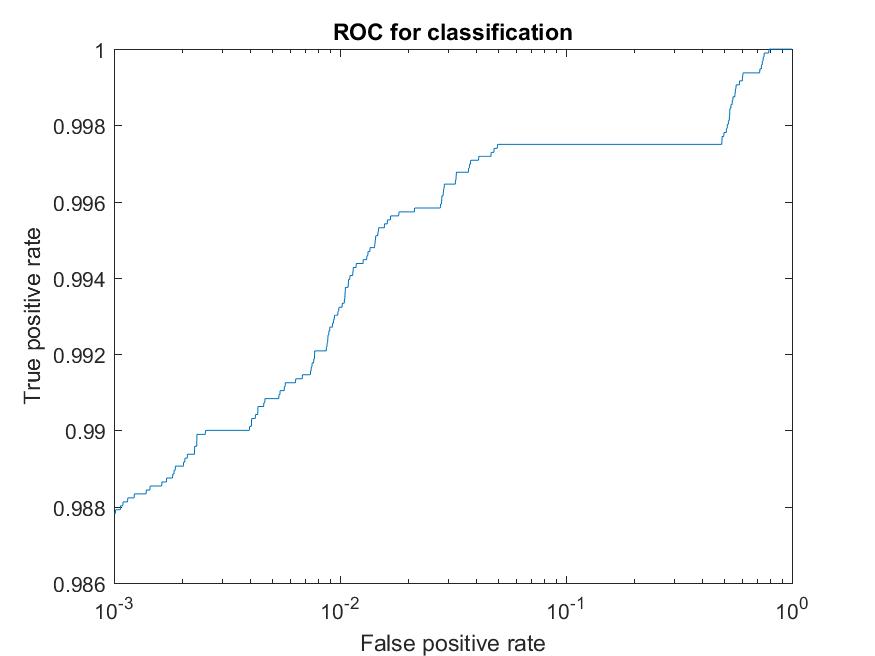 ROC for classification
1
0.998
0.996
0.994
0.992
0.99
0.988
0.986
True positive rate
10^-3 10^-2 10^-1 10^0
False positive rate